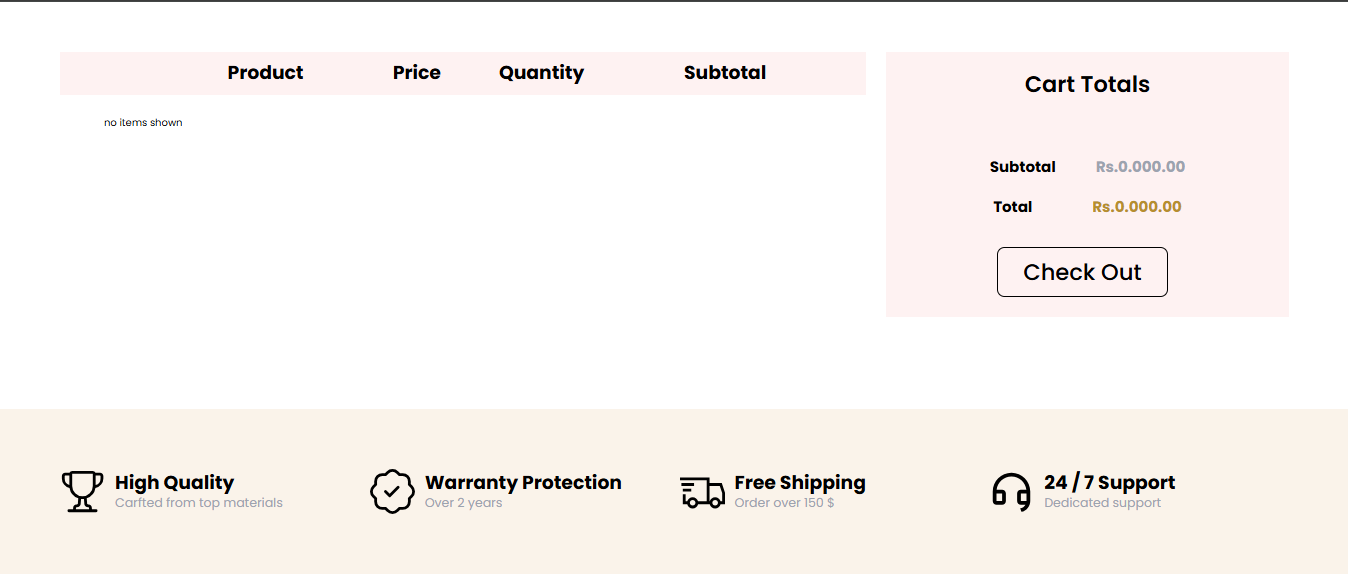 Product Price Quantity Subtotal
no items shown
Cart Totals
Subtotal Rs.0.000.00
Total Rs.0.000.00
Check Out
High Quality
Carfted from top materials
Warranty Protection
Over 2 years
Free Shipping
Order over 150 $
24 / 7 Support
Dedicated support